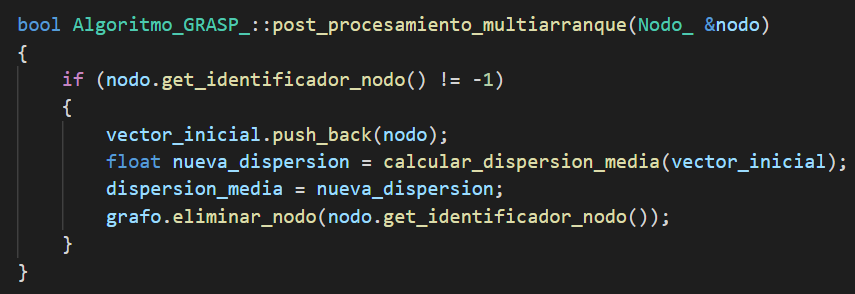 bool Algoritmo_GRASP_::post_procesamiento_multiarranque(Nodo_ &nodo)
{
    if (nodo.get_identificador_nodo() != -1)
    {
        vector_inicial.push_back(nodo);
        float nueva_dispersion = calcular_dispersion_media(vector_inicial);
        dispersion_media = nueva_dispersion;
        grafo.eliminar_nodo(nodo.get_identificador_nodo());
    }
}